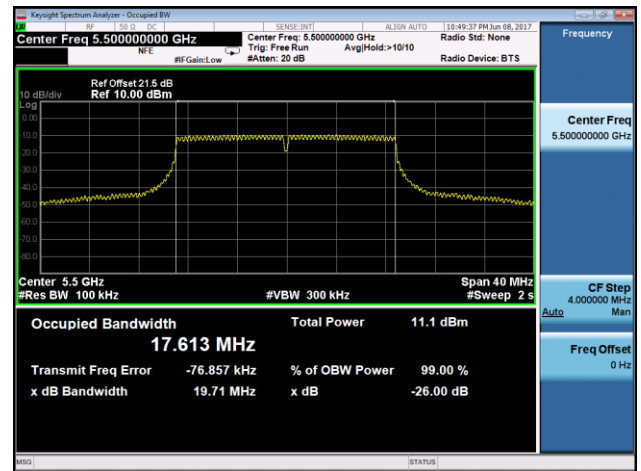 Keysight Spectrum Analyzer - Occupied BW
RF 50 Ω DC SENSE:INT ALIGN AUTO 10:49:37 PM Jun 08, 2017
Center Freq 5.500000000 GHz Center Freq: 5.500000000 GHz Radio Std: None
NFE Trig: Free Run Avg|Hold:>10/10
#IFGain:Low #Atten: 20 dB Radio Device: BTS
Frequency
Ref Offset 21.5 dB
10 dB/div Ref 10.00 dBm
Log
0.00
-10.0
-20.0
-30.0
-40.0
-50.0
-60.0
-70.0
-80.0
Center 5.5 GHz Span 40 MHz
#Res BW 100 kHz #VBW 300 kHz #Sweep 2 s
Occupied Bandwidth Total Power 11.1 dBm
17.613 MHz
Transmit Freq Error -76.857 kHz % of OBW Power 99.00 %
x dB Bandwidth 19.71 MHz x dB -26.00 dB
Center Freq
5.500000000 GHz
CF Step
4.000000 MHz
Auto Man
Freq Offset
0 Hz
MSG STATUS